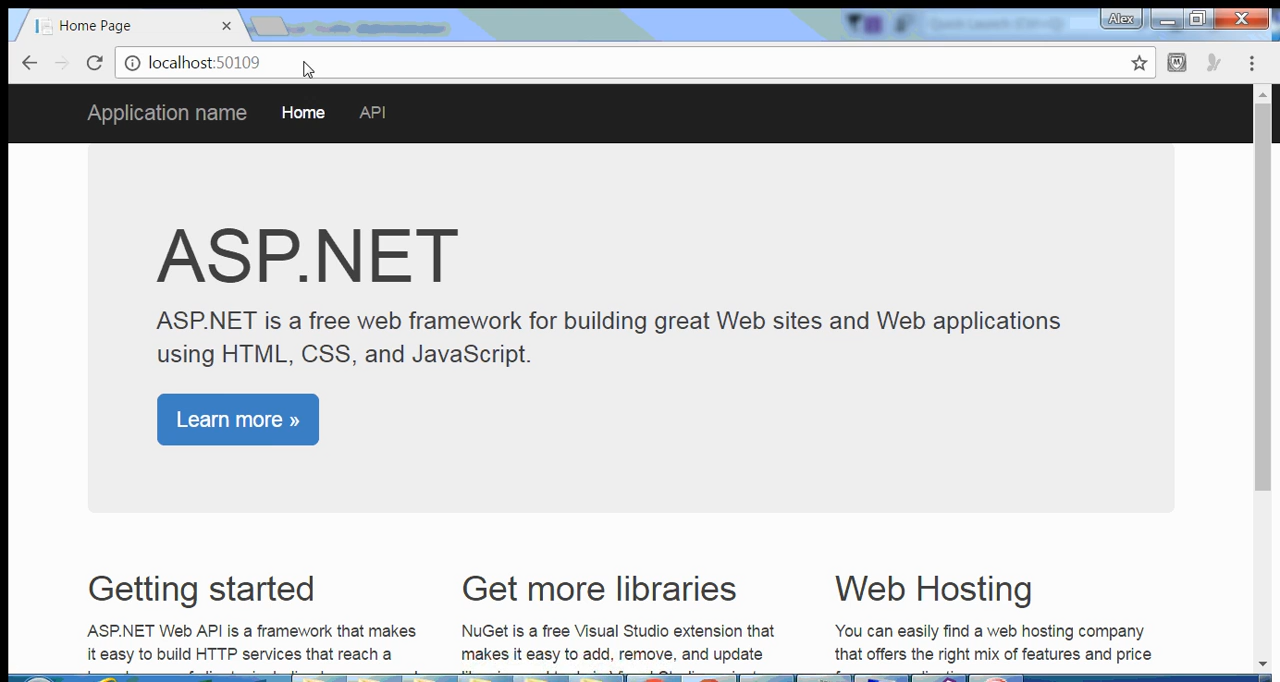 Home Page
Alex
localhost:50109
Application name Home API
ASP.NET
ASP.NET is a free web framework for building great Web sites and Web applications
using HTML, CSS, and JavaScript.
Learn more »
Getting started
ASP.NET Web API is a framework that makes
it easy to build HTTP services that reach a
Get more libraries
NuGet is a free Visual Studio extension that
makes it easy to add, remove, and update
Web Hosting
You can easily find a web hosting company
that offers the right mix of features and price